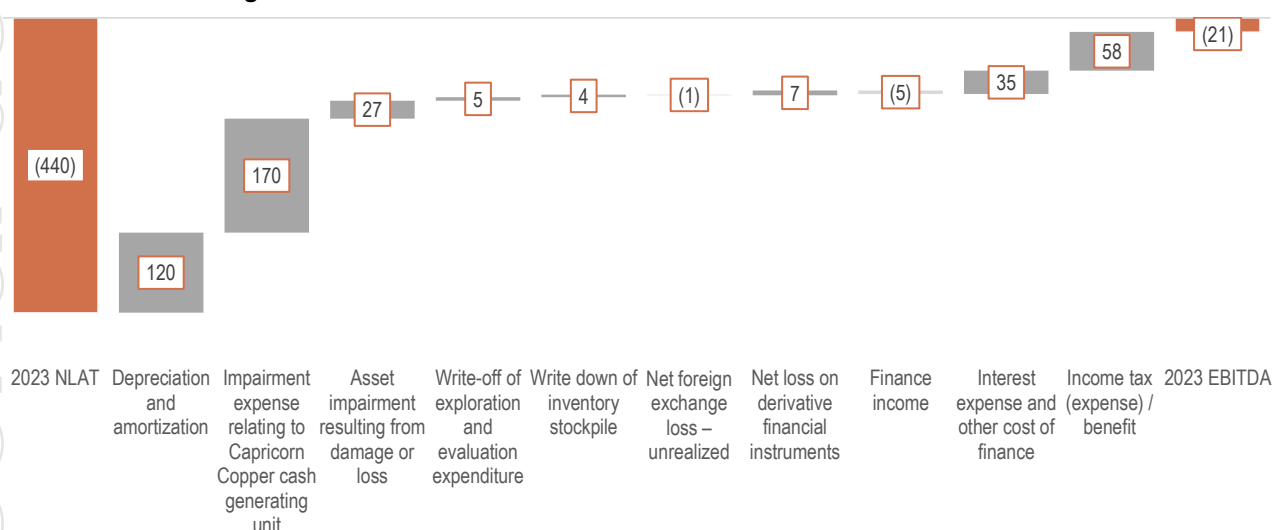 (440)
120
170
27
5
4
(1)
7
(5)
35
58
(21)
2023 NLAT
Depreciation
and
amortization
Impairment
expense
relating to
Capricorn
Copper cash
generating
unit
Asset
impairment
resulting from
damage or
loss
Write-off of
exploration
and
evaluation
expenditure
Write down of
inventory
stockpile
Net foreign
exchange
loss –
unrealized
Net loss on
derivative
financial
instruments
Finance
income
Interest
expense and
other cost of
finance
Income tax
(expense) /
benefit
2023 EBITDA